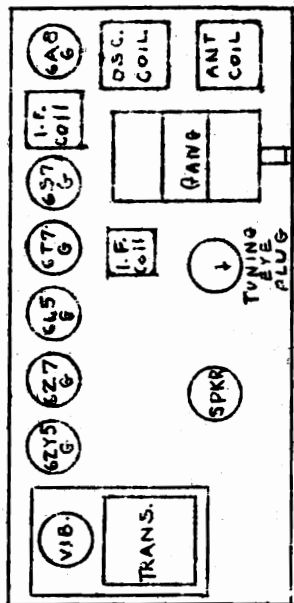 6A8
G
OSC.
COIL
ANT
COIL
I.F.
COIl
GANG
6S7
G
6T7
G
I.F.
COIl
TUNING
EYE
PLUG
6L5
G
6Z7
G
SPKR
6ZY5
G
VIB.
TRANS.